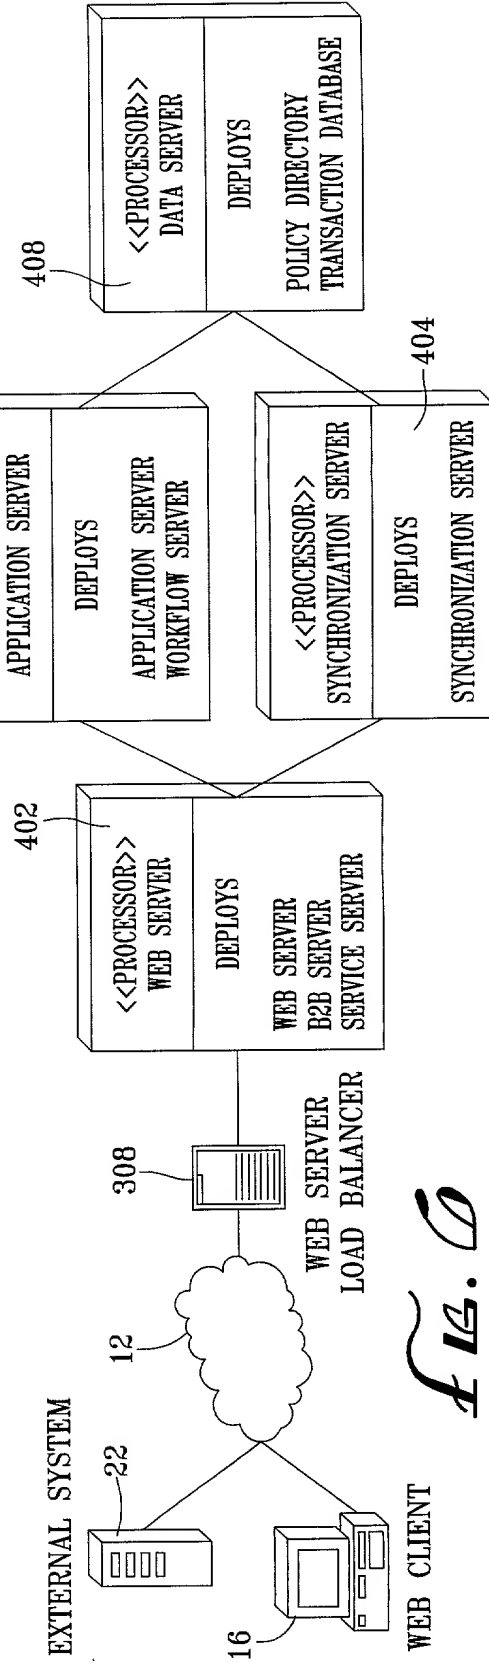 EXTERNAL SYSTEM
22
16
WEB CLIENT
12
308
WEB SERVER
LOAD BALANCER
402
<<PROCESSOR>>
WEB SERVER
DEPLOYS
WEB SERVER
B2B SERVER
SERVICE SERVER
APPLICATION SERVER
DEPLOYS
APPLICATION SERVER
WORKFLOW SERVER
<<PROCESSOR>>
SYNCHRONIZATION SERVER
DEPLOYS
SYNCHRONIZATION SERVER
404
408
<<PROCESSOR>>
DATA SERVER
DEPLOYS
POLICY DIRECTORY
TRANSACTION DATABASE
FIG. 6